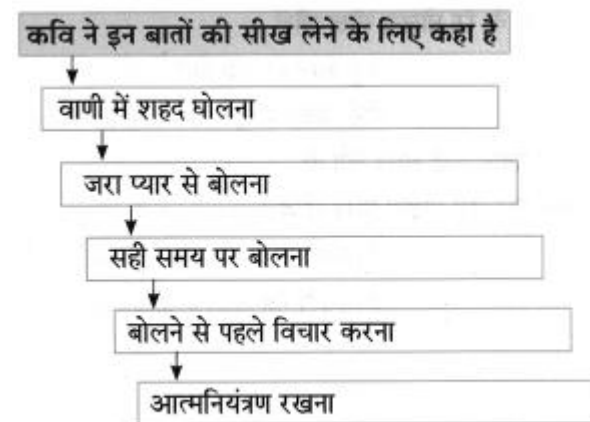 कवि ने इन बातों की सीख लेने के लिए कहा है
वाणी में शहद घोलना
जरा प्यार से बोलना
सही समय पर बोलना
बोलने से पहले विचार करना
आत्मनियंत्रण रखना